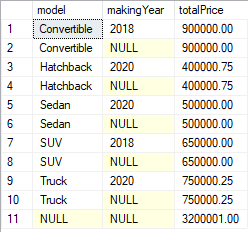 model makingYear totalPrice
1 Convertible 2018 900000.00
2 Convertible NULL 900000.00
3 Hatchback 2020 400000.75
4 Hatchback NULL 400000.75
5 Sedan 2020 500000.00
6 Sedan NULL 500000.00
7 SUV 2018 650000.00
8 SUV NULL 650000.00
9 Truck 2020 750000.25
10 Truck NULL 750000.25
11 NULL NULL 3200001.00